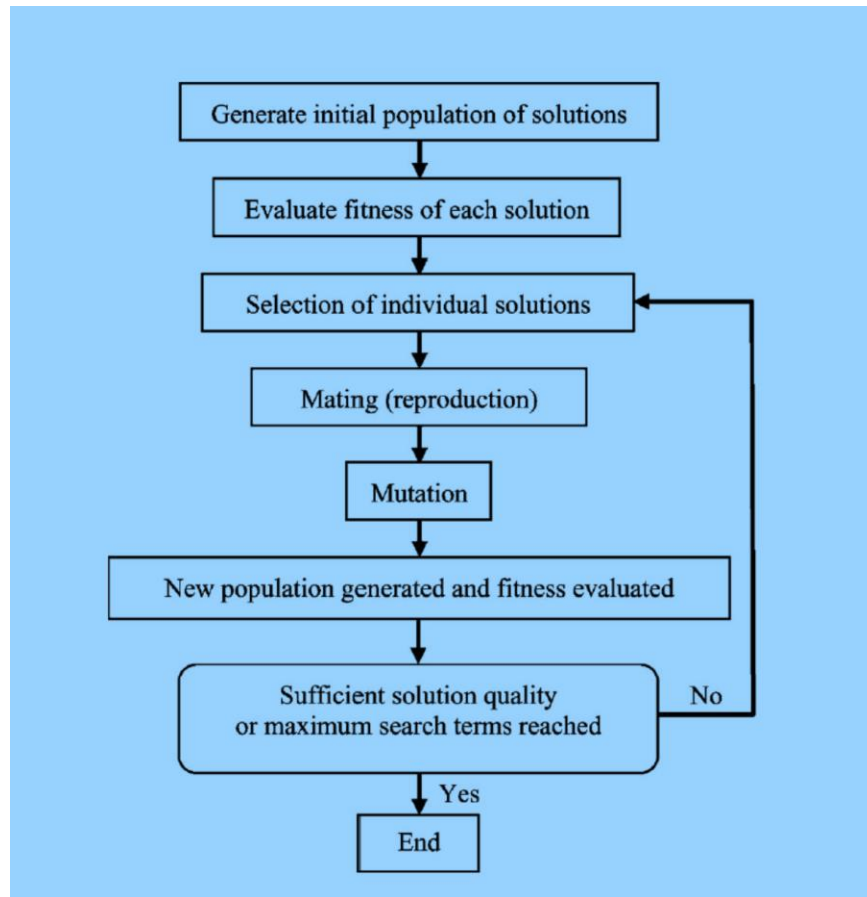 Generate initial population of solutions
Evaluate fitness of each solution
Selection of individual solutions
Mating (reproduction)
Mutation
New population generated and fitness evaluated
Sufficient solution quality
or maximum search terms reached
No
Yes
End